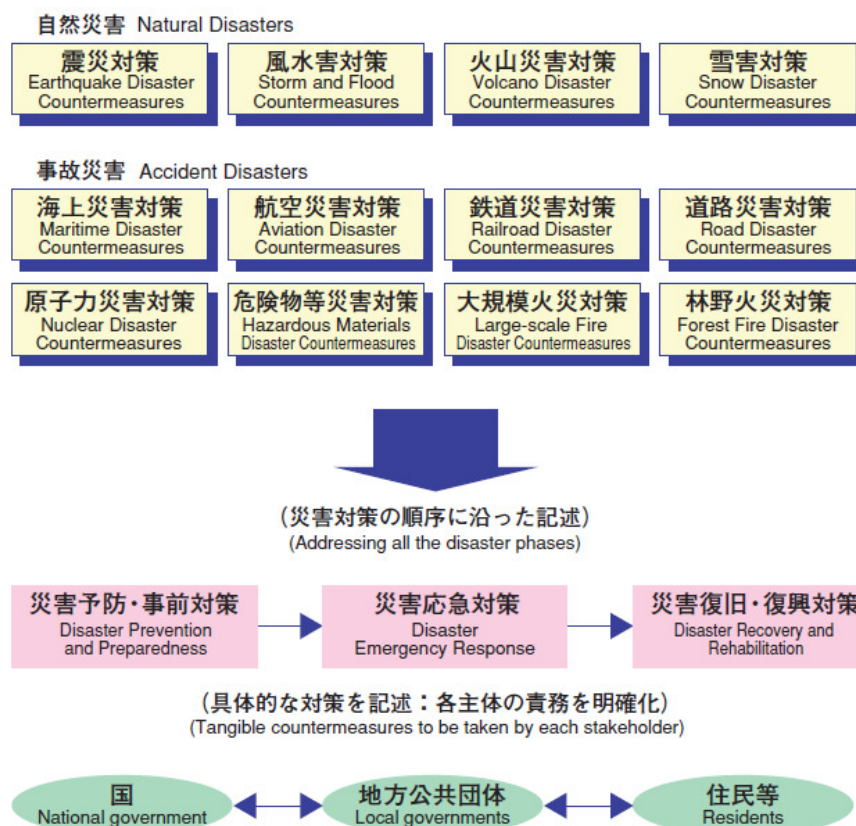 自然災害 Natural Disasters
震災対策
Earthquake Disaster
Countermeasures
風水害対策
Storm and Flood
Countermeasures
火山災害対策
Volcano Disaster
Countermeasures
雪害対策
Snow Disaster
Countermeasures
事故災害 Accident Disasters
海上災害対策
Maritime Disaster
Countermeasures
航空災害対策
Aviation Disaster
Countermeasures
鉄道災害対策
Railroad Disaster
Countermeasures
道路災害対策
Road Disaster
Countermeasures
原子力災害対策
Nuclear Disaster
Countermeasures
危険物等災害対策
Hazardous Materials
Disaster Countermeasures
大規模火災対策
Large-scale Fire
Disaster Countermeasures
林野火災対策
Forest Fire Disaster
Countermeasures
(災害対策の順序に沿った記述)
(Addressing all the disaster phases)
災害予防・事前対策
Disaster Prevention
and Preparedness
災害応急対策
Disaster
Emergency Response
災害復旧・復興対策
Disaster Recovery and
Rehabilitation
(具体的な対策を記述：各主体の責務を明確化)
(Tangible countermeasures to be taken by each stakeholder)
国
National government
地方公共団体
Local governments
住民等
Residents